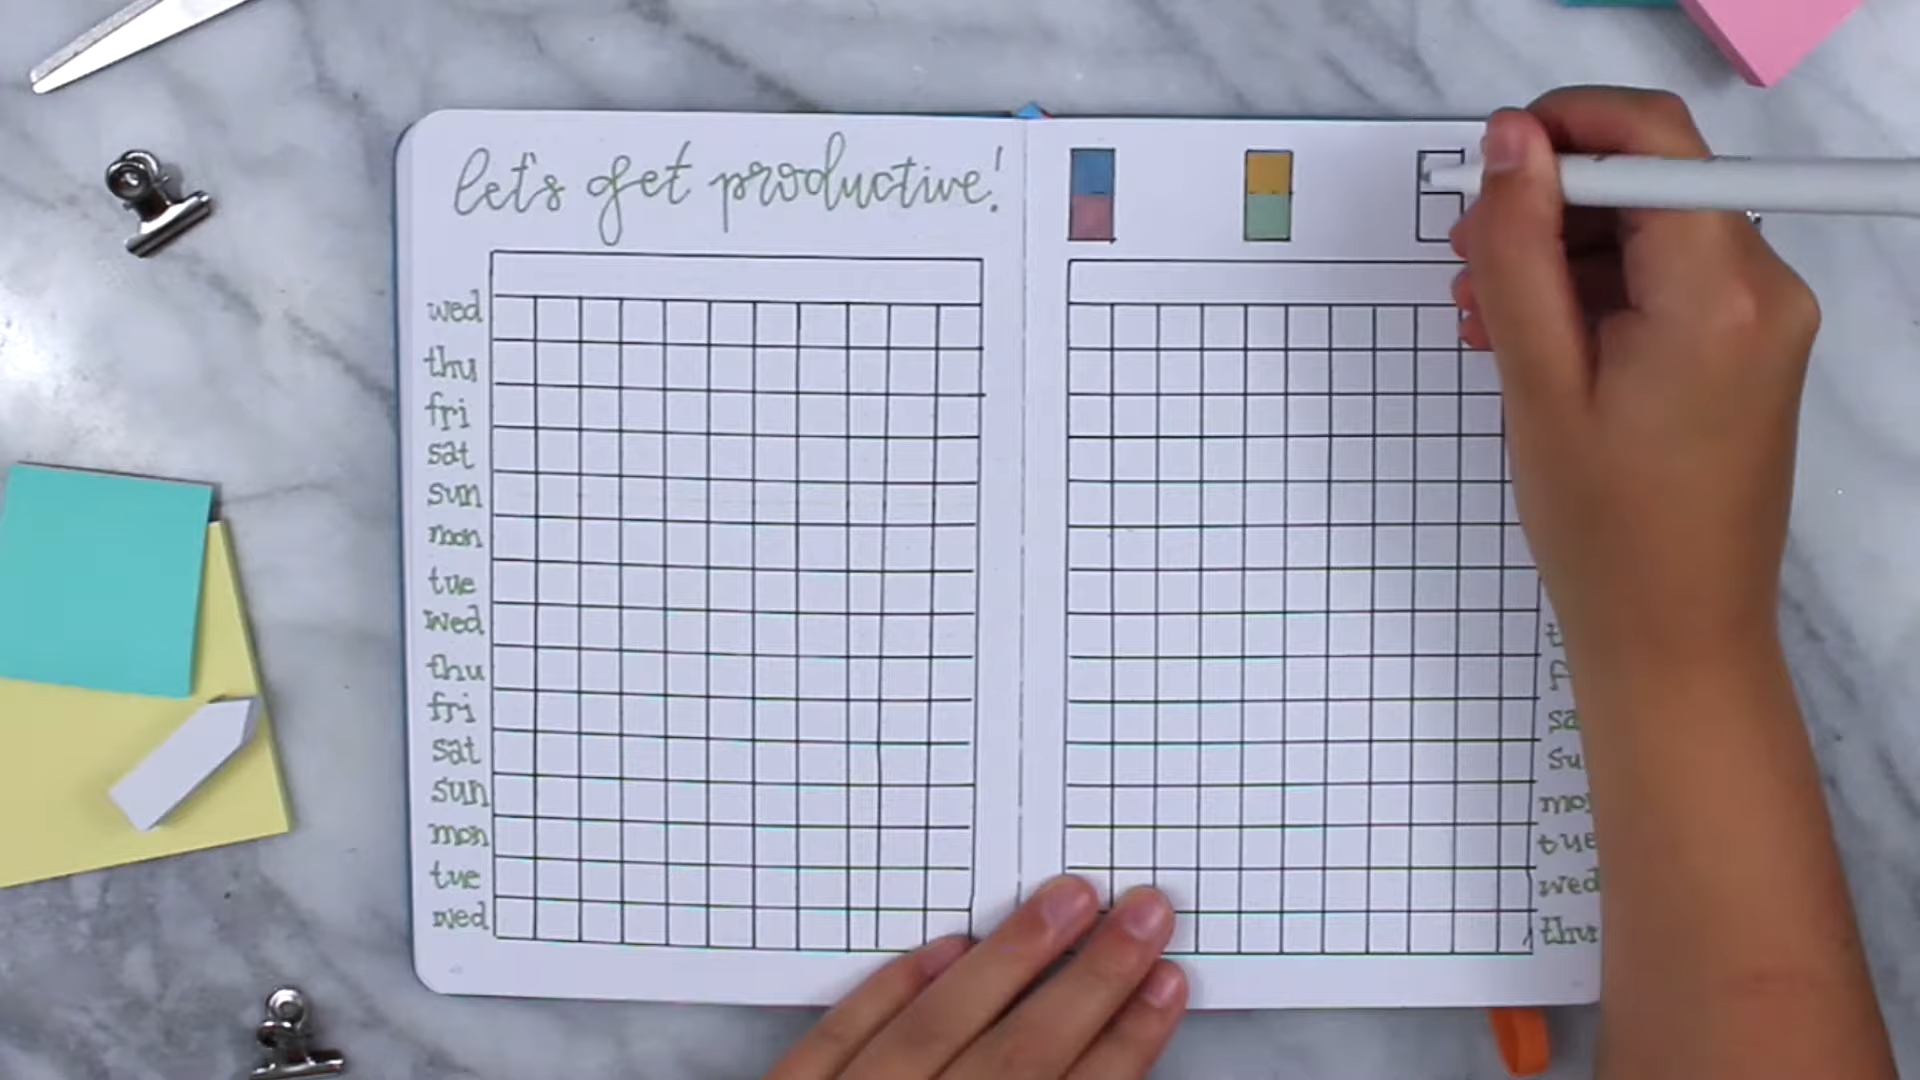 let's get productive!
wed
thu
fri
sat
sun
mon
tue
wed
thu
fri
sat
sun
mon
tue
wed
tue
wed
thu